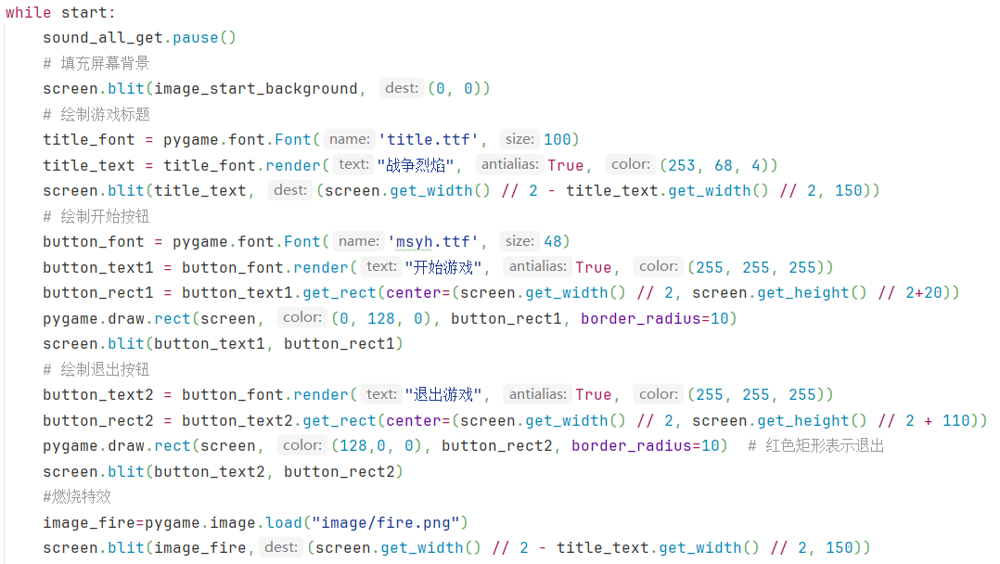 while start:
    sound_all_get.pause()
    # 填充屏幕背景
    screen.blit(image_start_background, dest: (0, 0))
    # 绘制游戏标题
    title_font = pygame.font.Font( name: 'title.ttf', size: 100)
    title_text = title_font.render( text: "战争烈焰", antialias: True, color: (253, 68, 4))
    screen.blit(title_text, dest: (screen.get_width() // 2 - title_text.get_width() // 2, 150))
    # 绘制开始按钮
    button_font = pygame.font.Font( name: 'msyh.ttf', size: 48)
    button_text1 = button_font.render( text: "开始游戏", antialias: True, color: (255, 255, 255))
    button_rect1 = button_text1.get_rect(center=(screen.get_width() // 2, screen.get_height() // 2+20))
    pygame.draw.rect(screen, color: (0, 128, 0), button_rect1, border_radius=10)
    screen.blit(button_text1, button_rect1)
    # 绘制退出按钮
    button_text2 = button_font.render( text: "退出游戏", antialias: True, color: (255, 255, 255))
    button_rect2 = button_text2.get_rect(center=(screen.get_width() // 2, screen.get_height() // 2 + 110))
    pygame.draw.rect(screen, color: (128,0, 0), button_rect2, border_radius=10)  # 红色矩形表示退出
    screen.blit(button_text2, button_rect2)
    #燃烧特效
    image_fire=pygame.image.load("image/fire.png")
    screen.blit(image_fire, dest: (screen.get_width() // 2 - title_text.get_width() // 2, 150))